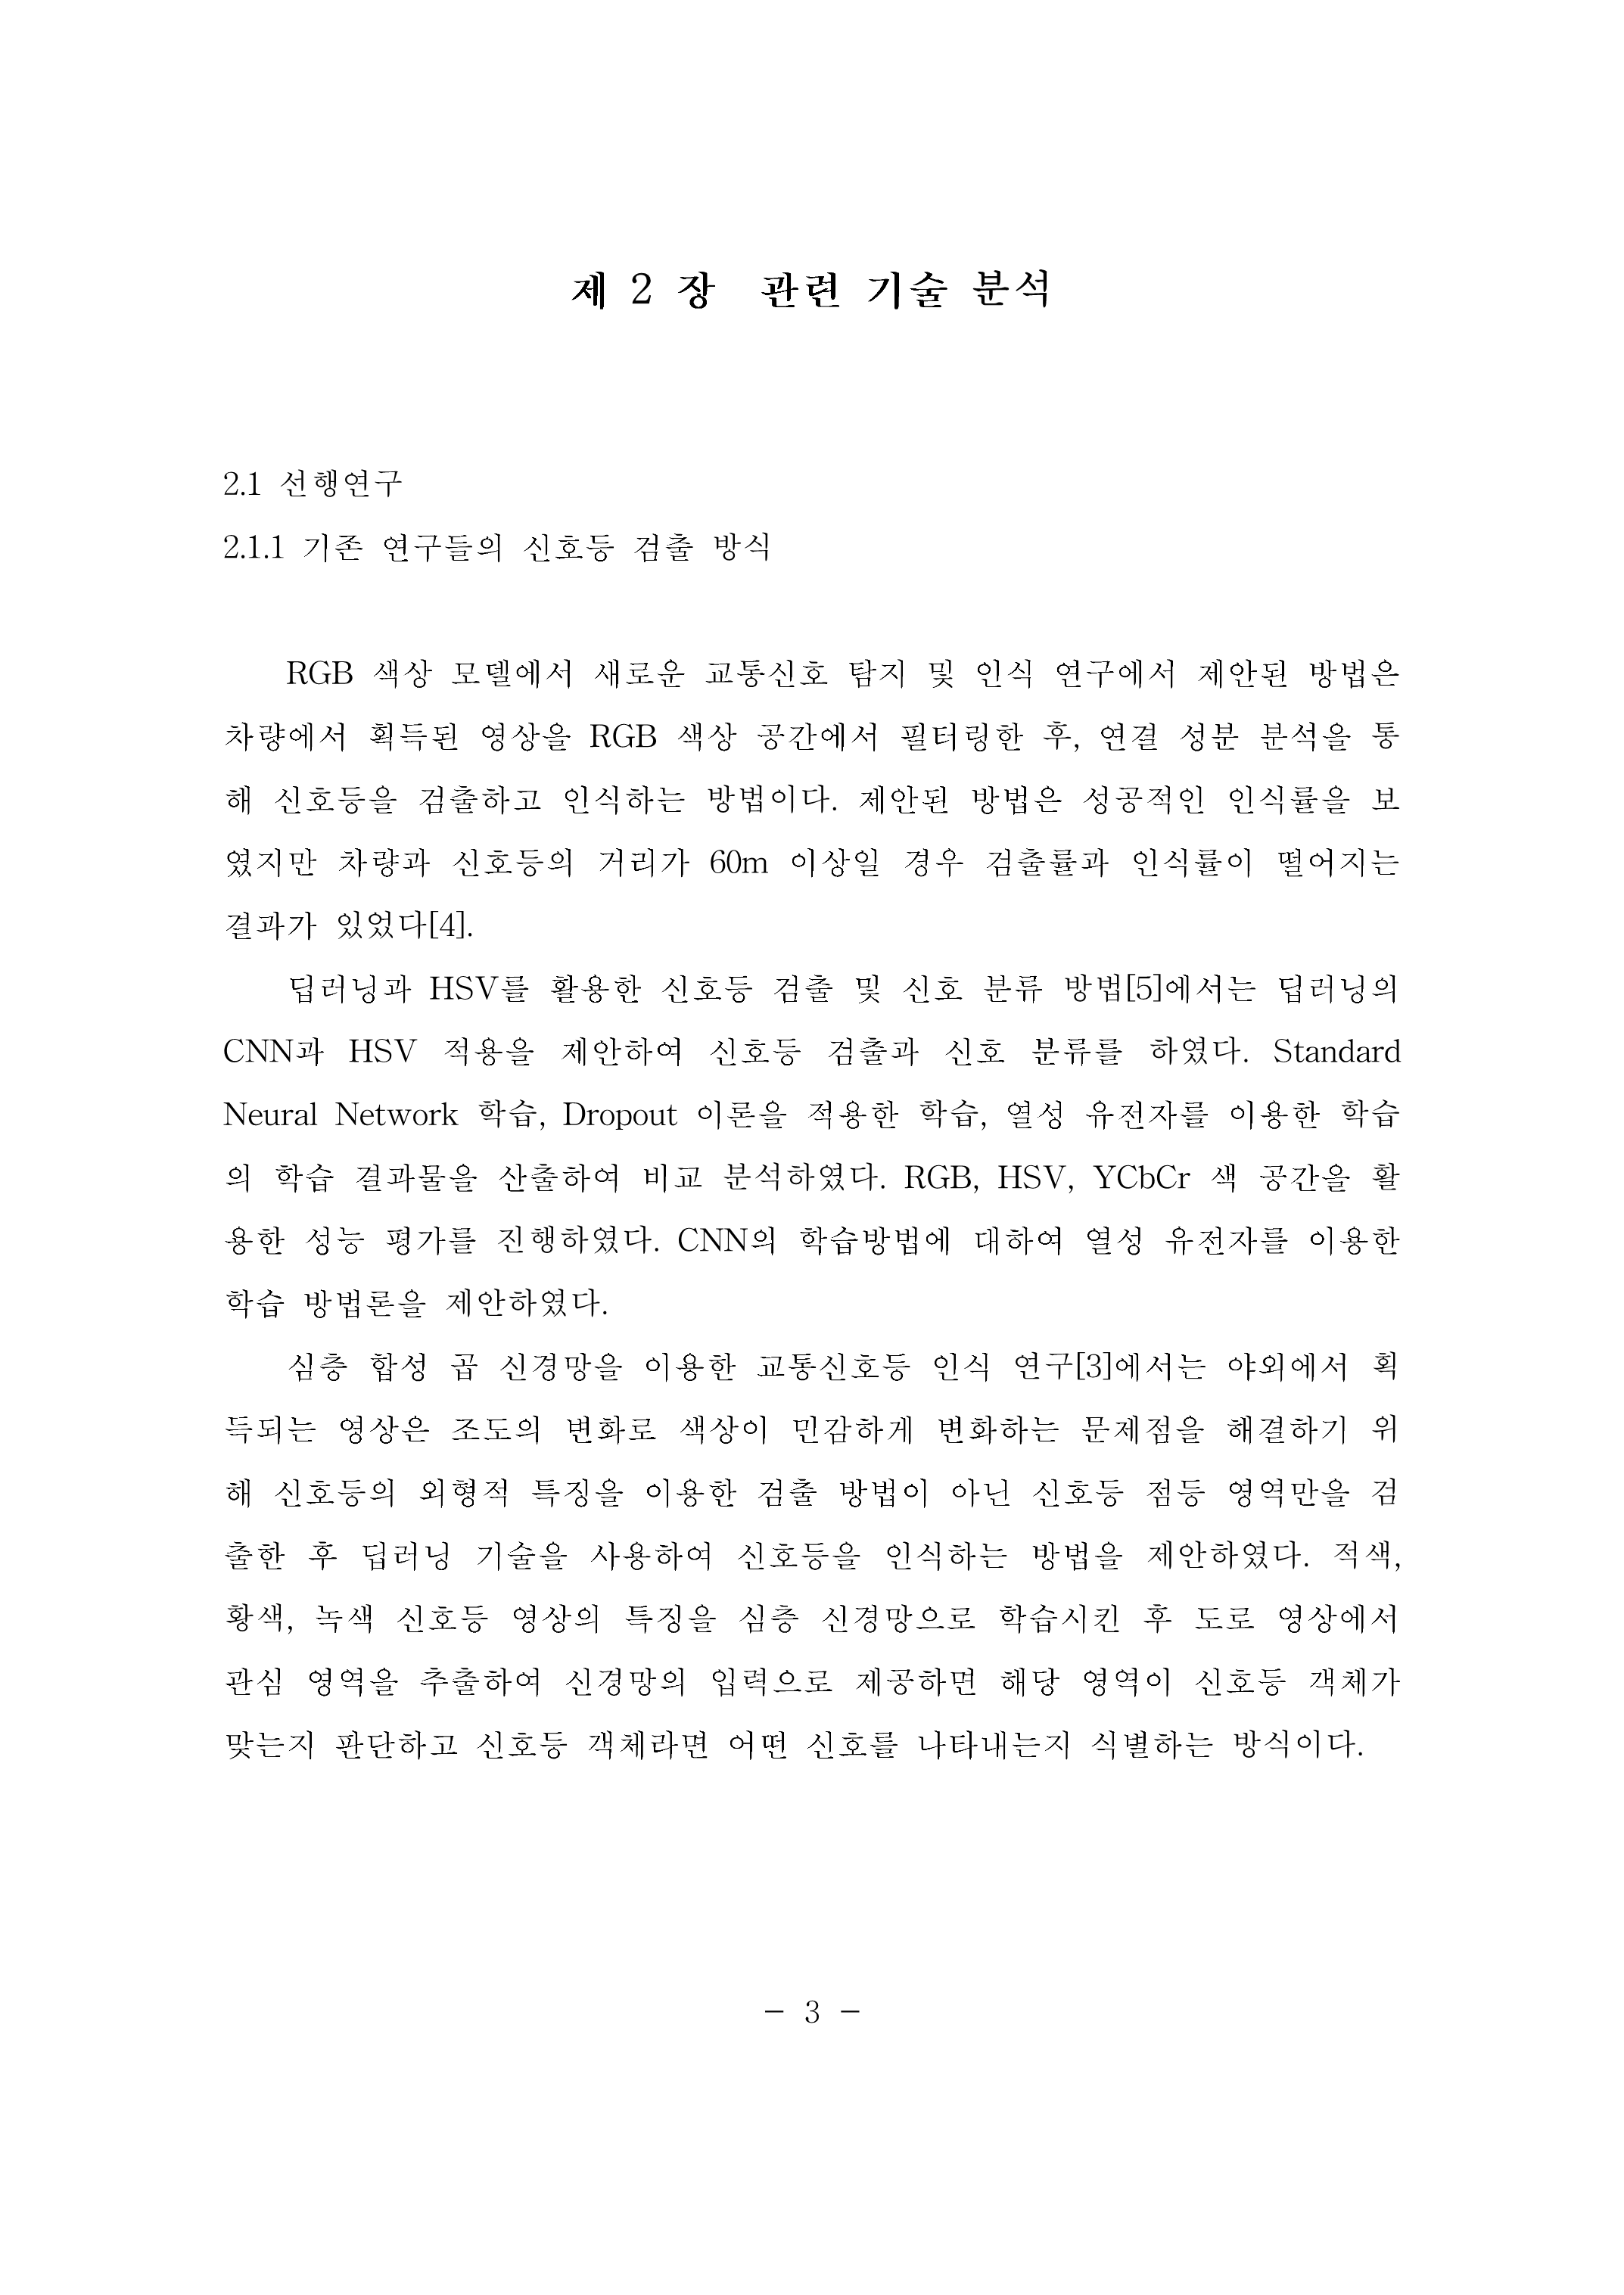 제 2 장 관련 기술 분석
2.1 선행연구
2.1.1 기존 연구들의 신호등 검출 방식
RGB 색상 모델에서 새로운 교통신호 탐지 및 인식 연구에서 제안된 방법은
차량에서 획득된 영상을 RGB 색상 공간에서 필터링한 후, 연결 성분 분석을 통
해 신호등을 검출하고 인식하는 방법이다. 제안된 방법은 성공적인 인식률을 보
였지만 차량과 신호등의 거리가 60m 이상일 경우 검출률과 인식률이 떨어지는
결과가 있었다[4].
딥러닝과 HSV를 활용한 신호등 검출 및 신호 분류 방법[5]에서는 딥러닝의
CNN과 HSV 적용을 제안하여 신호등 검출과 신호 분류를 하였다. Standard
Neural Network 학습, Dropout 이론을 적용한 학습, 열성 유전자를 이용한 학습
의 학습 결과물을 산출하여 비교 분석하였다. RGB, HSV, YCbCr 색 공간을 활
용한 성능 평가를 진행하였다. CNN의 학습방법에 대하여 열성 유전자를 이용한
학습 방법론을 제안하였다.
심층 합성 곱 신경망을 이용한 교통신호등 인식 연구[3]에서는 야외에서 획
득되는 영상은 조도의 변화로 색상이 민감하게 변화하는 문제점을 해결하기 위
해 신호등의 외형적 특징을 이용한 검출 방법이 아닌 신호등 점등 영역만을 검
출한 후 딥러닝 기술을 사용하여 신호등을 인식하는 방법을 제안하였다. 적색,
황색, 녹색 신호등 영상의 특징을 심층 신경망으로 학습시킨 후 도로 영상에서
관심 영역을 추출하여 신경망의 입력으로 제공하면 해당 영역이 신호등 객체가
맞는지 판단하고 신호등 객체라면 어떤 신호를 나타내는지 식별하는 방식이다.
- 3 -